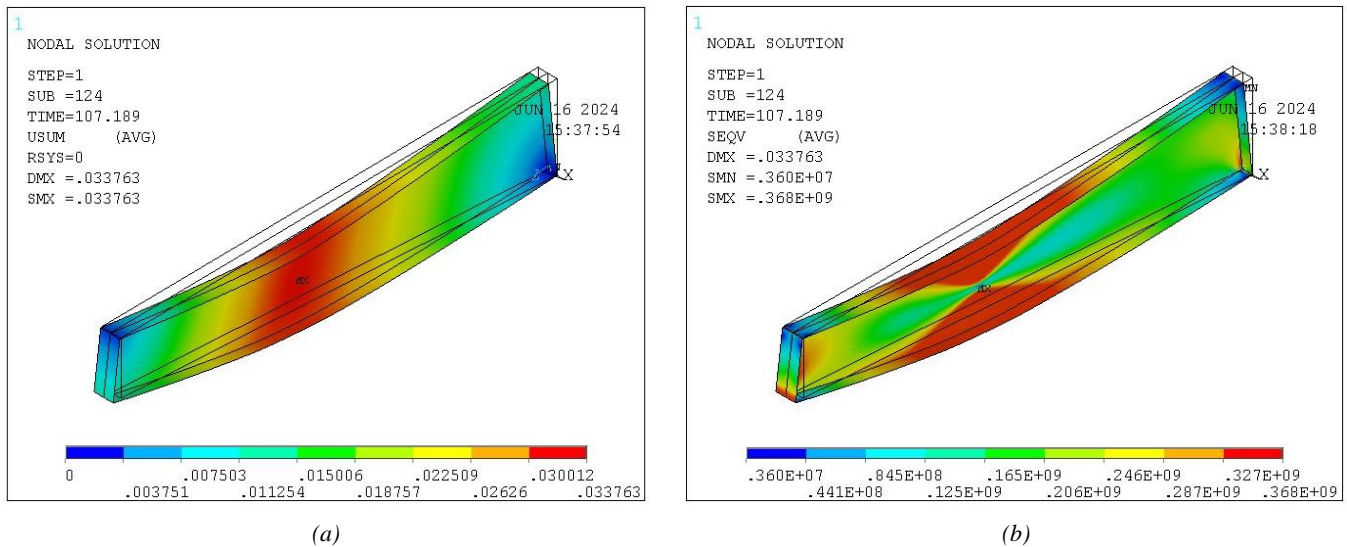 1
NODAL SOLUTION
STEP=1
SUB =124
TIME=107.189
USUM (AVG)
RSYS=0
DMX =.033763
SMX =.033763
JUN 16 2024
15:37:54
X
MX
0 .007503 .015006 .022509 .030012
.003751 .011254 .018757 .02626 .033763
(a)
1
NODAL SOLUTION
STEP=1
SUB =124
TIME=107.189
SEQV (AVG)
DMX =.033763
SMN =.360E+07
SMX =.368E+09
MN
JUN 16 2024
15:38:18
X
MX
.360E+07 .845E+08 .165E+09 .246E+09 .327E+09
.441E+08 .125E+09 .206E+09 .287E+09 .368E+09
(b)